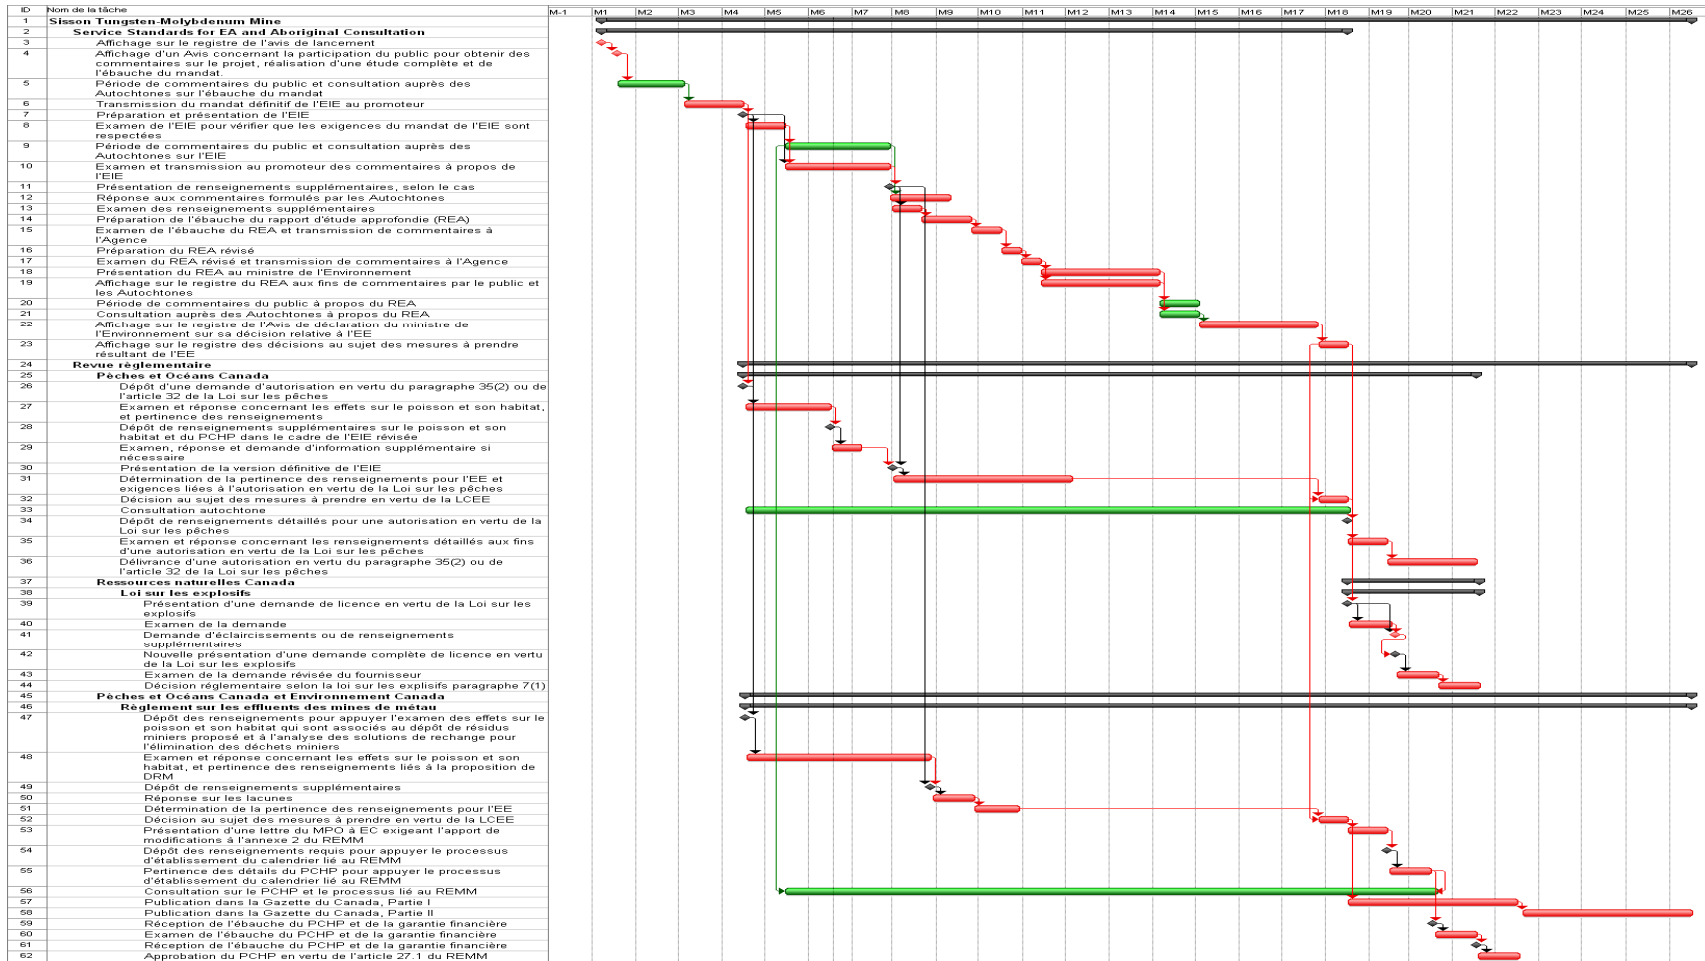 ID Nom de la tâche M-1 M1 M2 M3 M4 M5 M6 M7 M8 M9 M10 M11 M12 M13 M14 M15 M16 M17 M18 M19 M20 M21 M22 M23 M24 M25 M26
1 Sisson Tungsten-Molybdenum Mine
2 Service Standards for EA and Aboriginal Consultation
3 Affichage sur le registre de l'avis de lancement
4 Affichage d'un Avis concernant la participation du public pour obtenir des
commentaires sur le projet, réalisation d'une étude complète et de
l'ébauche du mandat.
5 Période de commentaires du public et consultation auprès des
Autochtones sur l'ébauche du mandat
6 Transmission du mandat définitif de l'EIE au promoteur
7 Préparation et présentation de l'EIE
8 Examen de l'EIE pour vérifier que les exigences du mandat de l'EIE sont
respectées
9 Période de commentaires du public et consultation auprès des
Autochtones sur l'EIE
10 Examen et transmission au promoteur des commentaires à propos de
l'EIE
11 Présentation de renseignements supplémentaires, selon le cas
12 Réponse aux commentaires formulés par les Autochtones
13 Examen des renseignements supplémentaires
14 Préparation de l'ébauche du rapport d'étude approfondie (REA)
15 Examen de l'ébauche du REA et transmission de commentaires à
l'Agence
16 Préparation du REA révisé
17 Examen du REA révisé et transmission de commentaires à l'Agence
18 Présentation du REA au ministre de l'Environnement
19 Affichage sur le registre du REA aux fins de commentaires par le public et
les Autochtones
20 Période de commentaires du public à propos du REA
21 Consultation auprès des Autochtones à propos du REA
22 Affichage sur le registre de l'Avis de déclaration du ministre de
l'Environnement sur sa décision relative à l'EE
23 Affichage sur le registre des décisions au sujet des mesures à prendre
résultant de l'EE
24 Revue règlementaire
25 Pêches et Océans Canada
26 Dépôt d'une demande d'autorisation en vertu du paragraphe 35(2) ou de
l'article 32 de la Loi sur les pêches
27 Examen et réponse concernant les effets sur le poisson et son habitat,
et pertinence des renseignements
28 Dépôt de renseignements supplémentaires sur le poisson et son
habitat et du PCHP dans le cadre de l'EIE révisée
29 Examen, réponse et demande d'information supplémentaire si
nécessaire
30 Présentation de la version définitive de l'EIE
31 Détermination de la pertinence des renseignements pour l'EE et
exigences liées à l'autorisation en vertu de la Loi sur les pêches
32 Décision au sujet des mesures à prendre en vertu de la LCEE
33 Consultation autochtone
34 Dépôt de renseignements détaillés pour une autorisation en vertu de la
Loi sur les pêches
35 Examen et réponse concernant les renseignements détaillés aux fins
d'une autorisation en vertu de la Loi sur les pêches
36 Délivrance d'une autorisation en vertu du paragraphe 35(2) ou de
l'article 32 de la Loi sur les pêches
37 Ressources naturelles Canada
38 Loi sur les explosifs
39 Présentation d'une demande de licence en vertu de la Loi sur les
explosifs
40 Examen de la demande
41 Demande d'éclaircissements ou de renseignements
supplémentaires
42 Nouvelle présentation d'une demande complète de licence en vertu
de la Loi sur les explosifs
43 Examen de la demande révisée du fournisseur
44 Décision réglementaire selon la loi sur les explisifs paragraphe 7(1)
45 Pêches et Océans Canada et Environnement Canada
46 Règlement sur les effluents des mines de métau
47 Dépôt des renseignements pour appuyer l'examen des effets sur le
poisson et son habitat qui sont associés au dépôt de résidus
miniers proposé et à l'analyse des solutions de rechange pour
l'élimination des déchets miniers
48 Examen et réponse concernant les effets sur le poisson et son
habitat, et pertinence des renseignements liés à la proposition de
DRM
49 Dépôt de renseignements supplémentaires
50 Réponse sur les lacunes
51 Détermination de la pertinence des renseignements pour l'EE
52 Décision au sujet des mesures à prendre en vertu de la LCEE
53 Présentation d'une lettre du MPO à EC exigeant l'apport de
modifications à l'annexe 2 du REMM
54 Dépôt des renseignements requis pour appuyer le processus
d'établissement du calendrier lié au REMM
55 Pertinence des détails du PCHP pour appuyer le processus
d'établissement du calendrier lié au REMM
56 Consultation sur le PCHP et le processus lié au REMM
57 Publication dans la Gazette du Canada, Partie I
58 Publication dans la Gazette du Canada, Partie II
59 Réception de l'ébauche du PCHP et de la garantie financière
60 Examen de l'ébauche du PCHP et de la garantie financière
61 Réception de l'ébauche du PCHP et de la garantie financière
62 Approbation du PCHP en vertu de l'article 27.1 du REMM